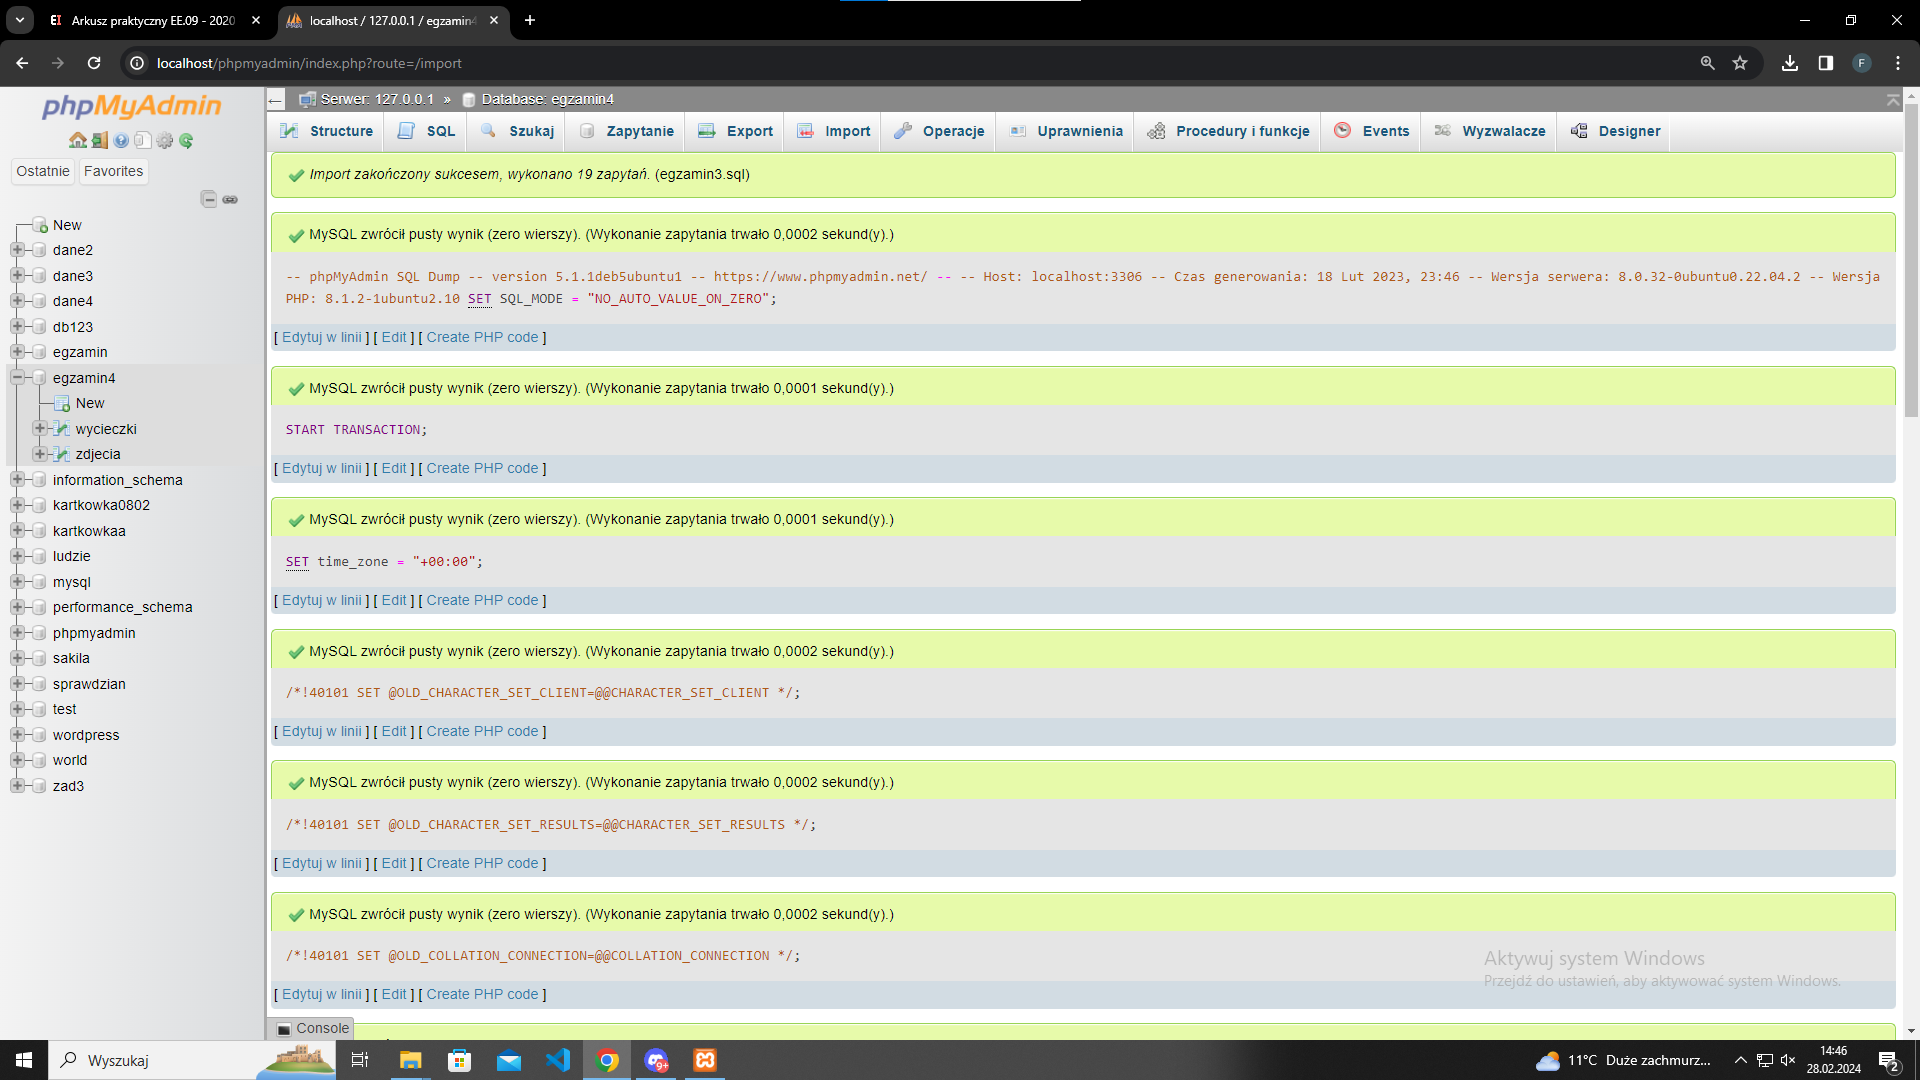 EI Arkusz praktyczny EE.09 - 2020
localhost / 127.0.0.1 / egzamin4
localhost/phpmyadmin/index.php?route=/import
F
phpMyAdmin
Ostatnie
Favorites
New
dane2
dane3
dane4
db123
egzamin
egzamin4
New
wycieczki
zdjecia
information_schema
kartkowka0802
kartkowkaa
ludzie
mysql
performance_schema
phpmyadmin
sakila
sprawdzian
test
wordpress
world
zad3
Serwer: 127.0.0.1 » Database: egzamin4
Structure SQL Szukaj Zapytanie Export Import Operacje Uprawnienia Procedury i funkcje Events Wyzwalacze Designer
Import zakończony sukcesem, wykonano 19 zapytań. (egzamin3.sql)
MySQL zwrócił pusty wynik (zero wierszy). (Wykonanie zapytania trwało 0,0002 sekund(y).)
-- phpMyAdmin SQL Dump -- version 5.1.1deb5ubuntu1 -- https://www.phpmyadmin.net/ -- -- Host: localhost:3306 -- Czas generowania: 18 Lut 2023, 23:46 -- Wersja serwera: 8.0.32-0ubuntu0.22.04.2 -- Wersja
PHP: 8.1.2-1ubuntu2.10 SET SQL_MODE = "NO_AUTO_VALUE_ON_ZERO";
[ Edytuj w linii ] [ Edit ] [ Create PHP code ]
MySQL zwrócił pusty wynik (zero wierszy). (Wykonanie zapytania trwało 0,0001 sekund(y).)
START TRANSACTION;
[ Edytuj w linii ] [ Edit ] [ Create PHP code ]
MySQL zwrócił pusty wynik (zero wierszy). (Wykonanie zapytania trwało 0,0001 sekund(y).)
SET time_zone = "+00:00";
[ Edytuj w linii ] [ Edit ] [ Create PHP code ]
MySQL zwrócił pusty wynik (zero wierszy). (Wykonanie zapytania trwało 0,0002 sekund(y).)
/*!40101 SET @OLD_CHARACTER_SET_CLIENT=@@CHARACTER_SET_CLIENT */;
[ Edytuj w linii ] [ Edit ] [ Create PHP code ]
MySQL zwrócił pusty wynik (zero wierszy). (Wykonanie zapytania trwało 0,0002 sekund(y).)
/*!40101 SET @OLD_CHARACTER_SET_RESULTS=@@CHARACTER_SET_RESULTS */;
[ Edytuj w linii ] [ Edit ] [ Create PHP code ]
MySQL zwrócił pusty wynik (zero wierszy). (Wykonanie zapytania trwało 0,0002 sekund(y).)
/*!40101 SET @OLD_COLLATION_CONNECTION=@@COLLATION_CONNECTION */;
[ Edytuj w linii ] [ Edit ] [ Create PHP code ]
Aktywuj system Windows
Przejdź do ustawień, aby aktywować system Windows.
Console
Wyszukaj
9+
11°C Duże zachmurz...
14:46
28.02.2024
2